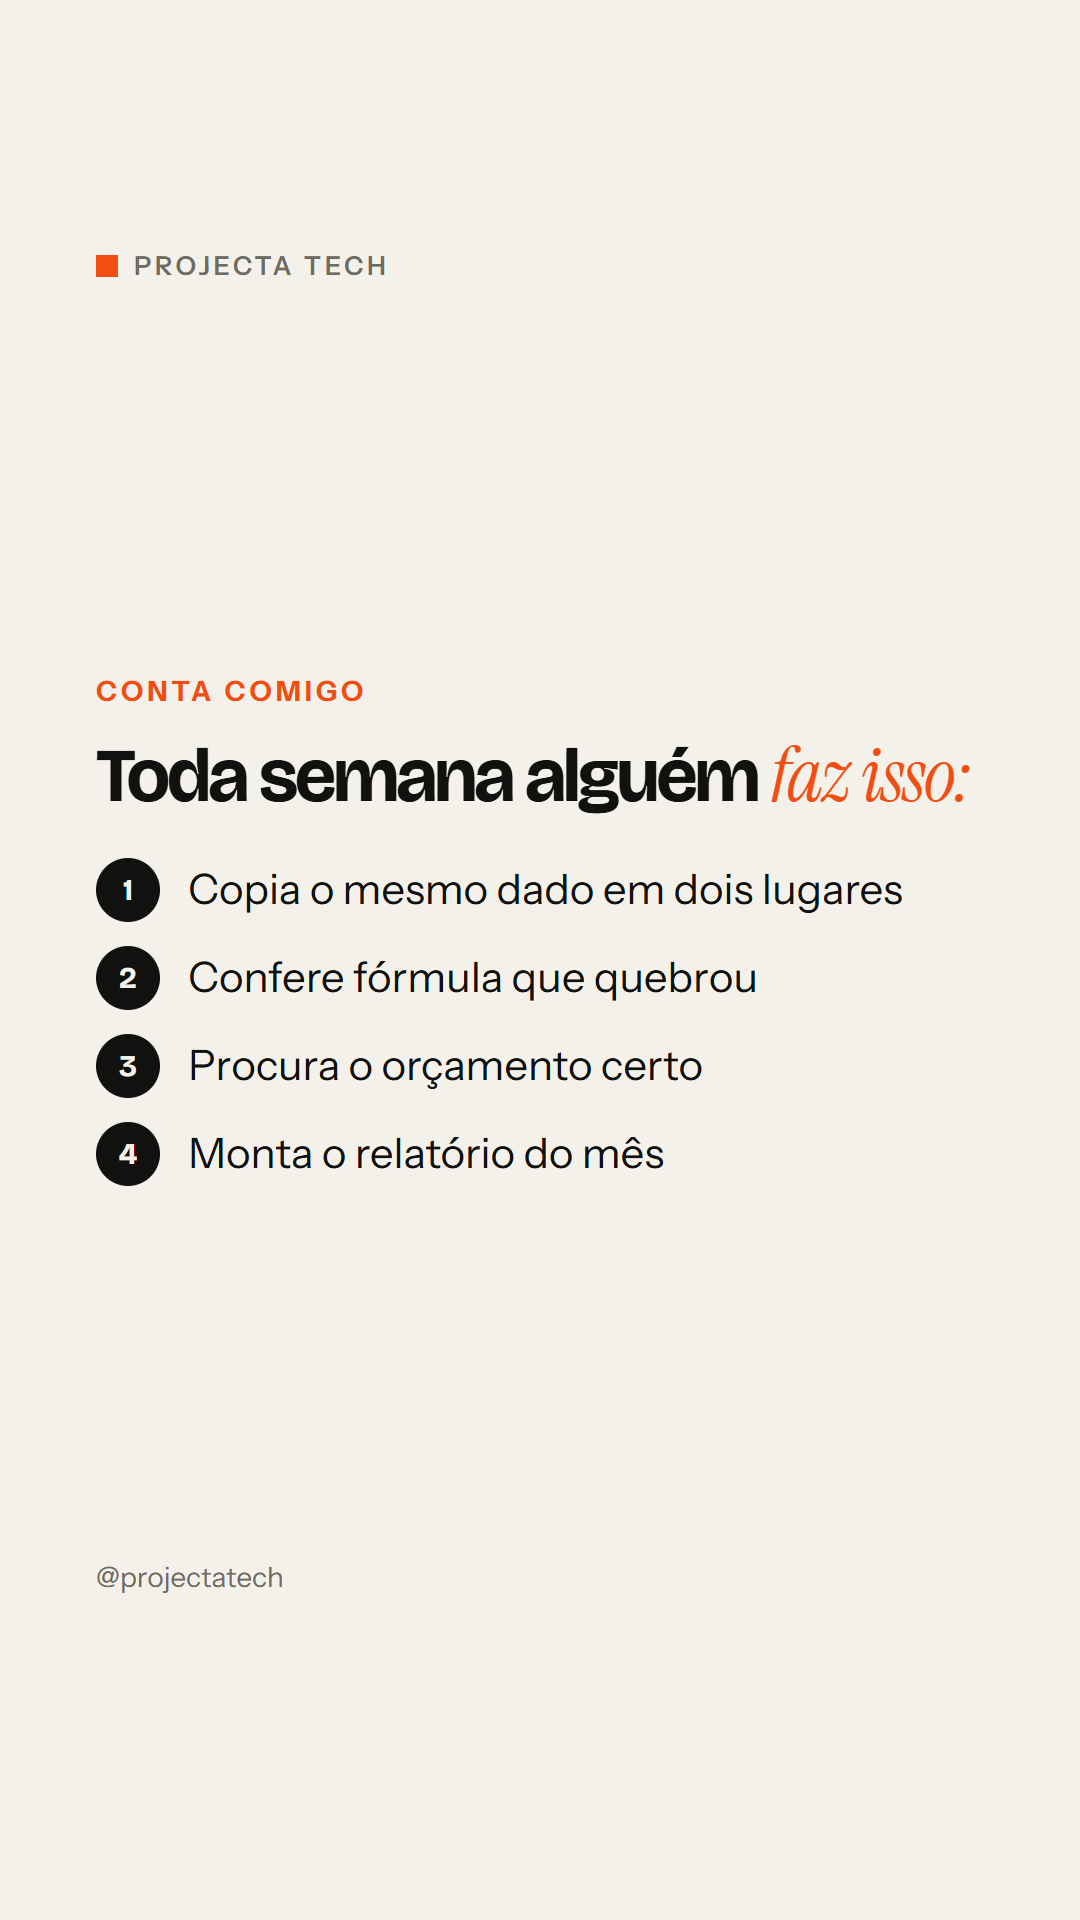 PROJECTA TECH
CONTA COMIGO
Toda semana alguém faz isso:
1 Copia o mesmo dado em dois lugares
2 Confere fórmula que quebrou
3 Procura o orçamento certo
4 Monta o relatório do mês
@projectatech